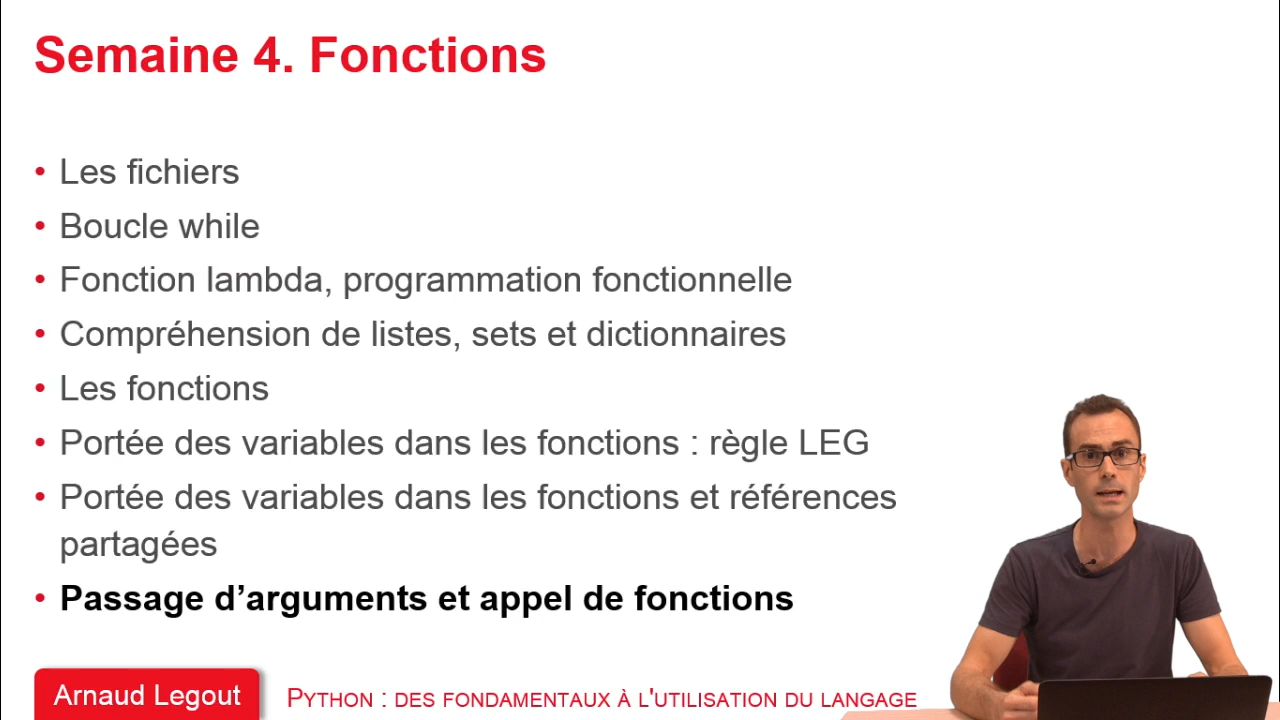 Semaine 4. Fonctions
• Les fichiers
• Boucle while
• Fonction lambda, programmation fonctionnelle
• Compréhension de listes, sets et dictionnaires
• Les fonctions
• Portée des variables dans les fonctions : règle LEG
• Portée des variables dans les fonctions et références
partagées
• Passage d’arguments et appel de fonctions
Arnaud Legout
PYTHON : DES FONDAMENTAUX À L'UTILISATION DU LANGAGE